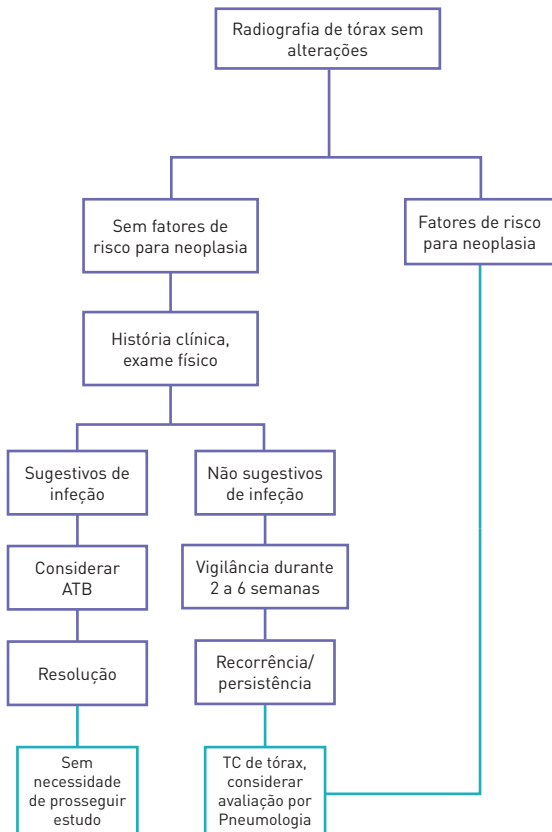 Radiografia de tórax sem
alterações
Sem fatores de
risco para neoplasia
Fatores de risco
para neoplasia
História clínica,
exame físico
Sugestivos de
infeção
Não sugestivos
de infeção
Considerar
ATB
Vigilância durante
2 a 6 semanas
Resolução
Recorrência/
persistência
Sem
necessidade
de prosseguir
estudo
TC de tórax,
considerar
avaliação por
Pneumologia